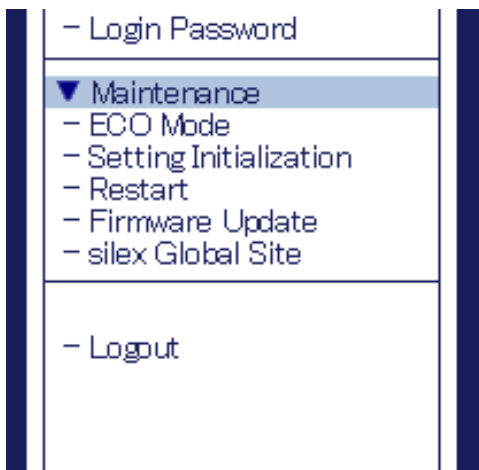 − Login Password
▼ Maintenance
− ECO Mode
− Setting Initialization
− Restart
− Firmware Update
− silex Global Site
− Logout